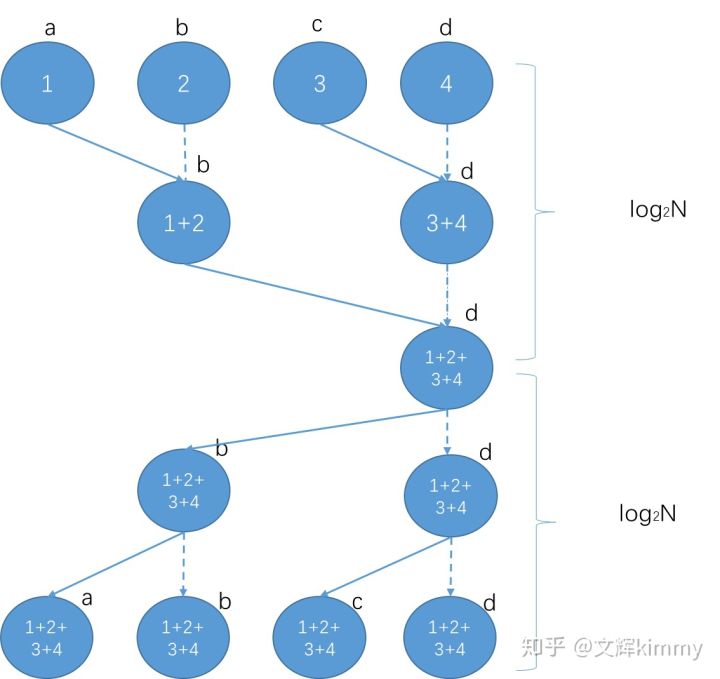 a b c d
1 2 3 4
b d
1+2 3+4
log₂N
d
1+2+
3+4
b d
1+2+ 1+2+
3+4 3+4
log₂N
a b c d
1+2+ 1+2+ 1+2+ 1+2+
3+4 3+4 3+4 3+4
知乎 @文辉kimmy